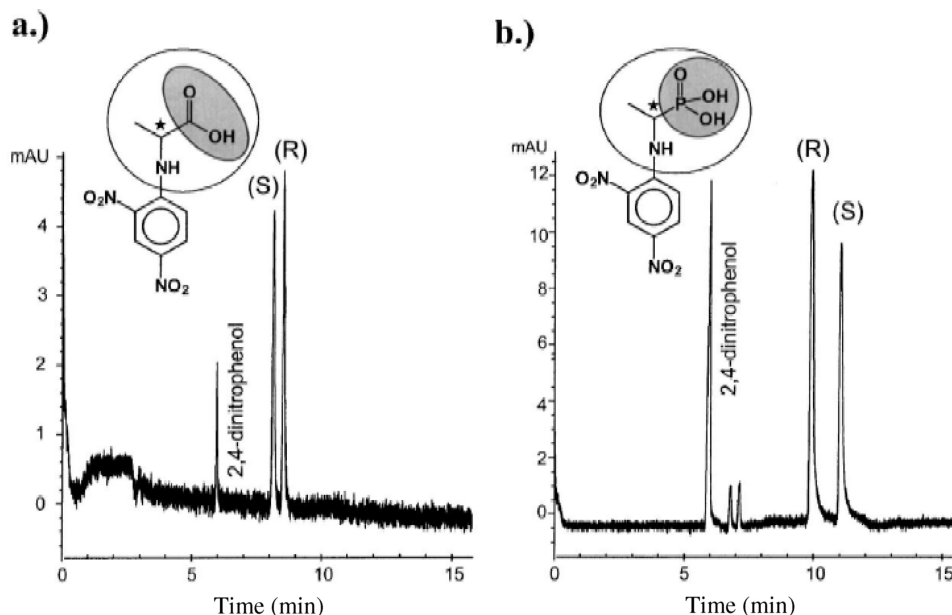 a.)
O
★
OH
NH
O₂N
NO₂
mAU
4
3
2
1
0
2,4-dinitrophenol
(S)
(R)
0
5
10
15
Time (min)
b.)
O
★
P
OH
OH
NH
O₂N
NO₂
mAU
12
10
8
6
4
2
0
2,4-dinitrophenol
(R)
(S)
0
5
10
15
Time (min)